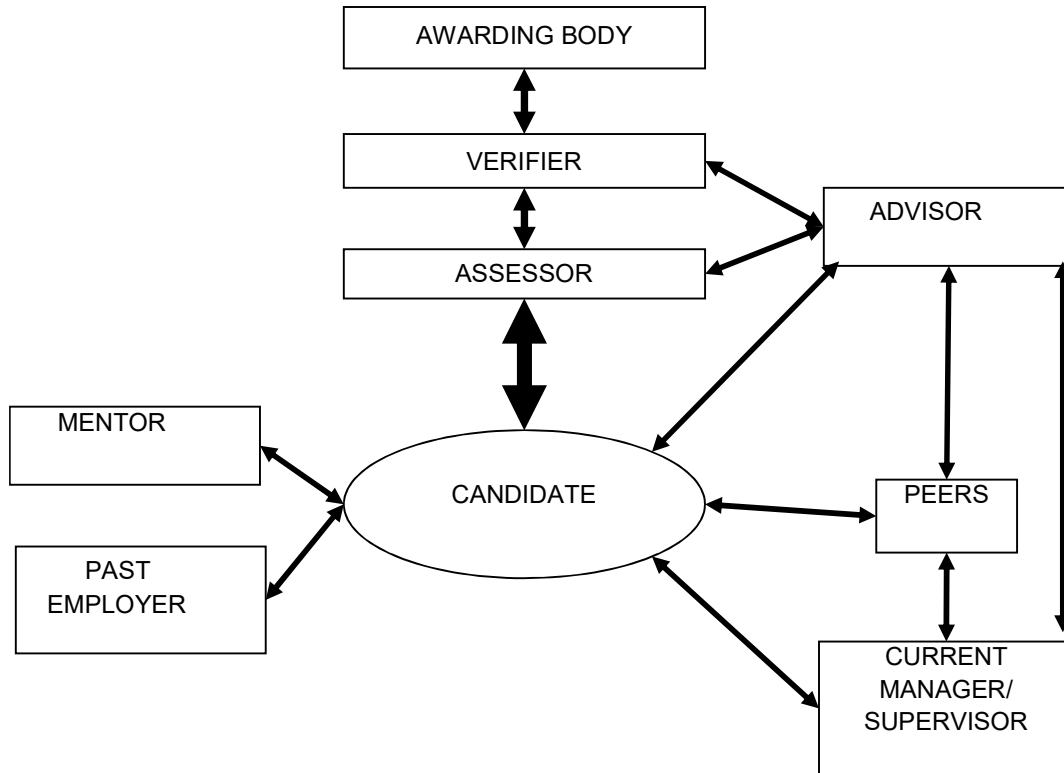 AWARDING BODY
VERIFIER
ADVISOR
ASSESSOR
MENTOR
CANDIDATE
PEERS
PAST
EMPLOYER
CURRENT
MANAGER/
SUPERVISOR